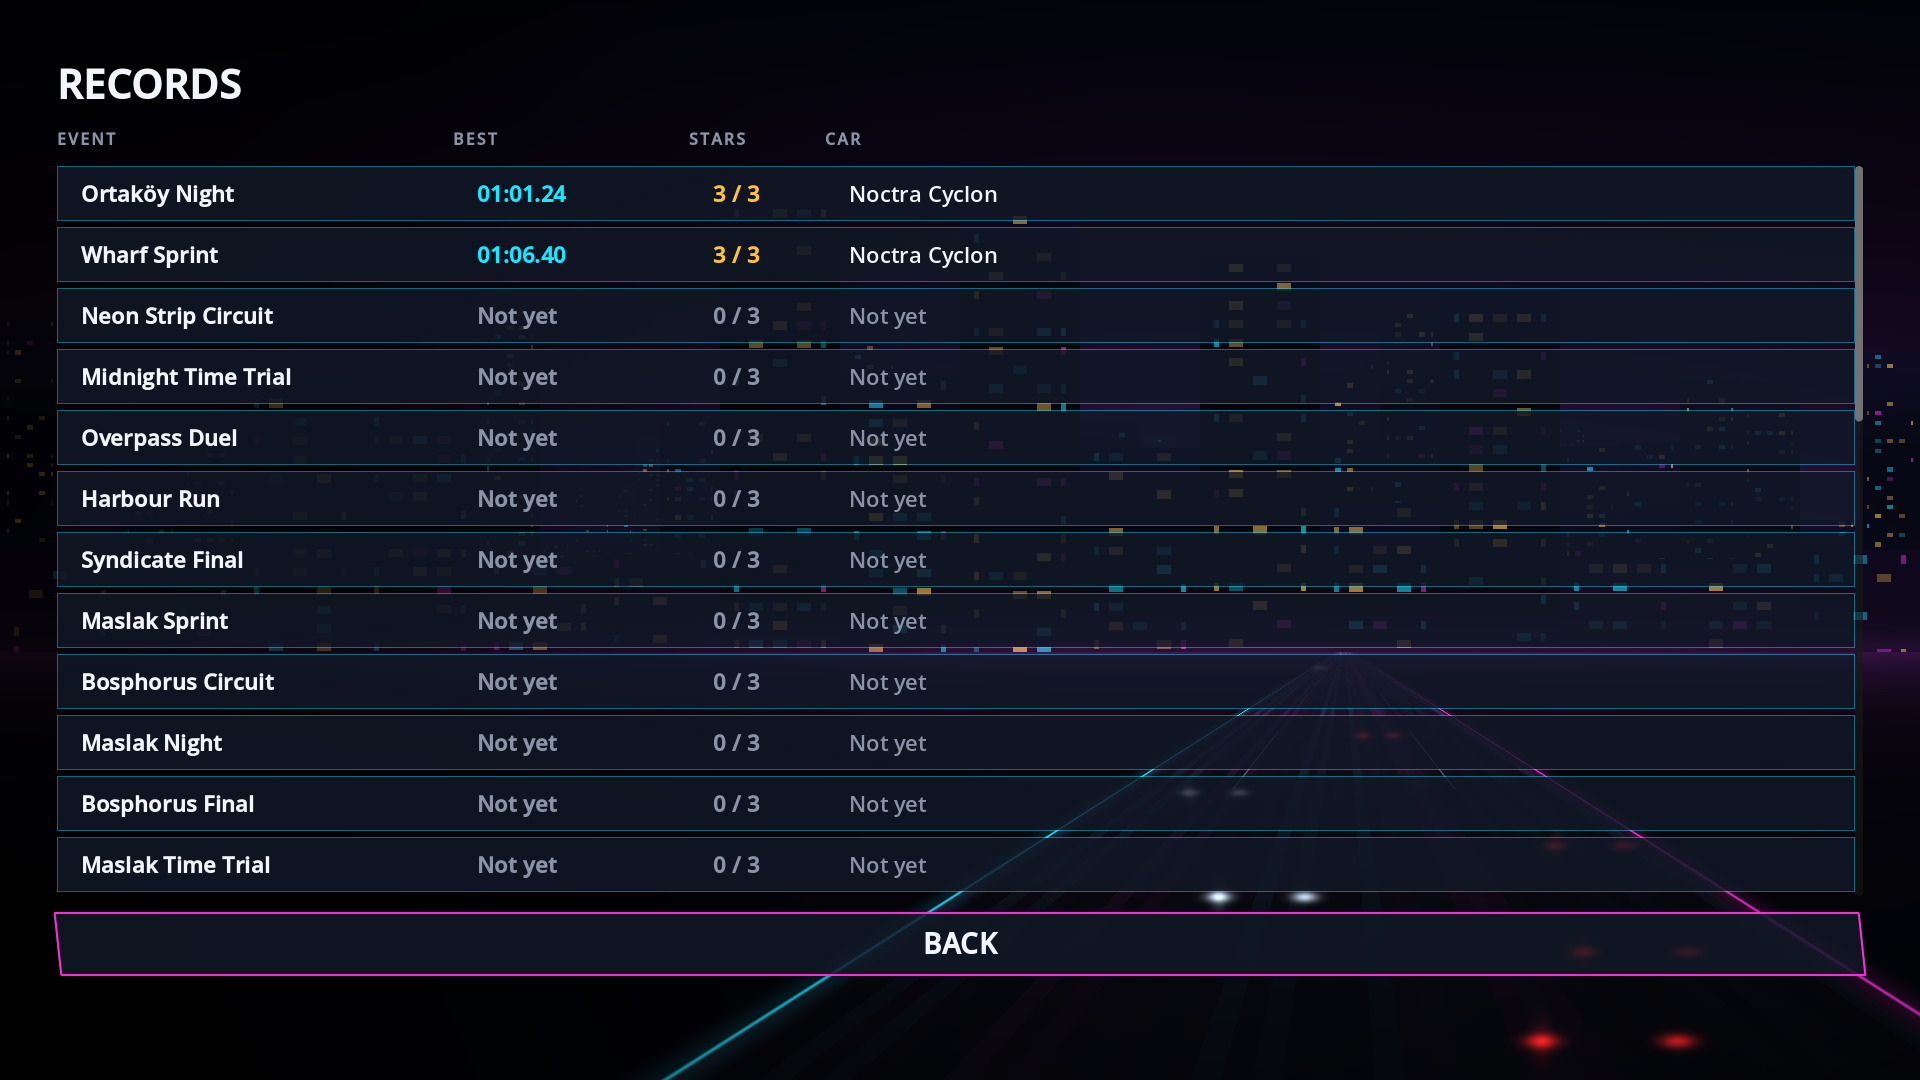 RECORDS
EVENT BEST STARS CAR
Ortaköy Night 01:01.24 3 / 3 Noctra Cyclon
Wharf Sprint 01:06.40 3 / 3 Noctra Cyclon
Neon Strip Circuit Not yet 0 / 3 Not yet
Midnight Time Trial Not yet 0 / 3 Not yet
Overpass Duel Not yet 0 / 3 Not yet
Harbour Run Not yet 0 / 3 Not yet
Syndicate Final Not yet 0 / 3 Not yet
Maslak Sprint Not yet 0 / 3 Not yet
Bosphorus Circuit Not yet 0 / 3 Not yet
Maslak Night Not yet 0 / 3 Not yet
Bosphorus Final Not yet 0 / 3 Not yet
Maslak Time Trial Not yet 0 / 3 Not yet
BACK